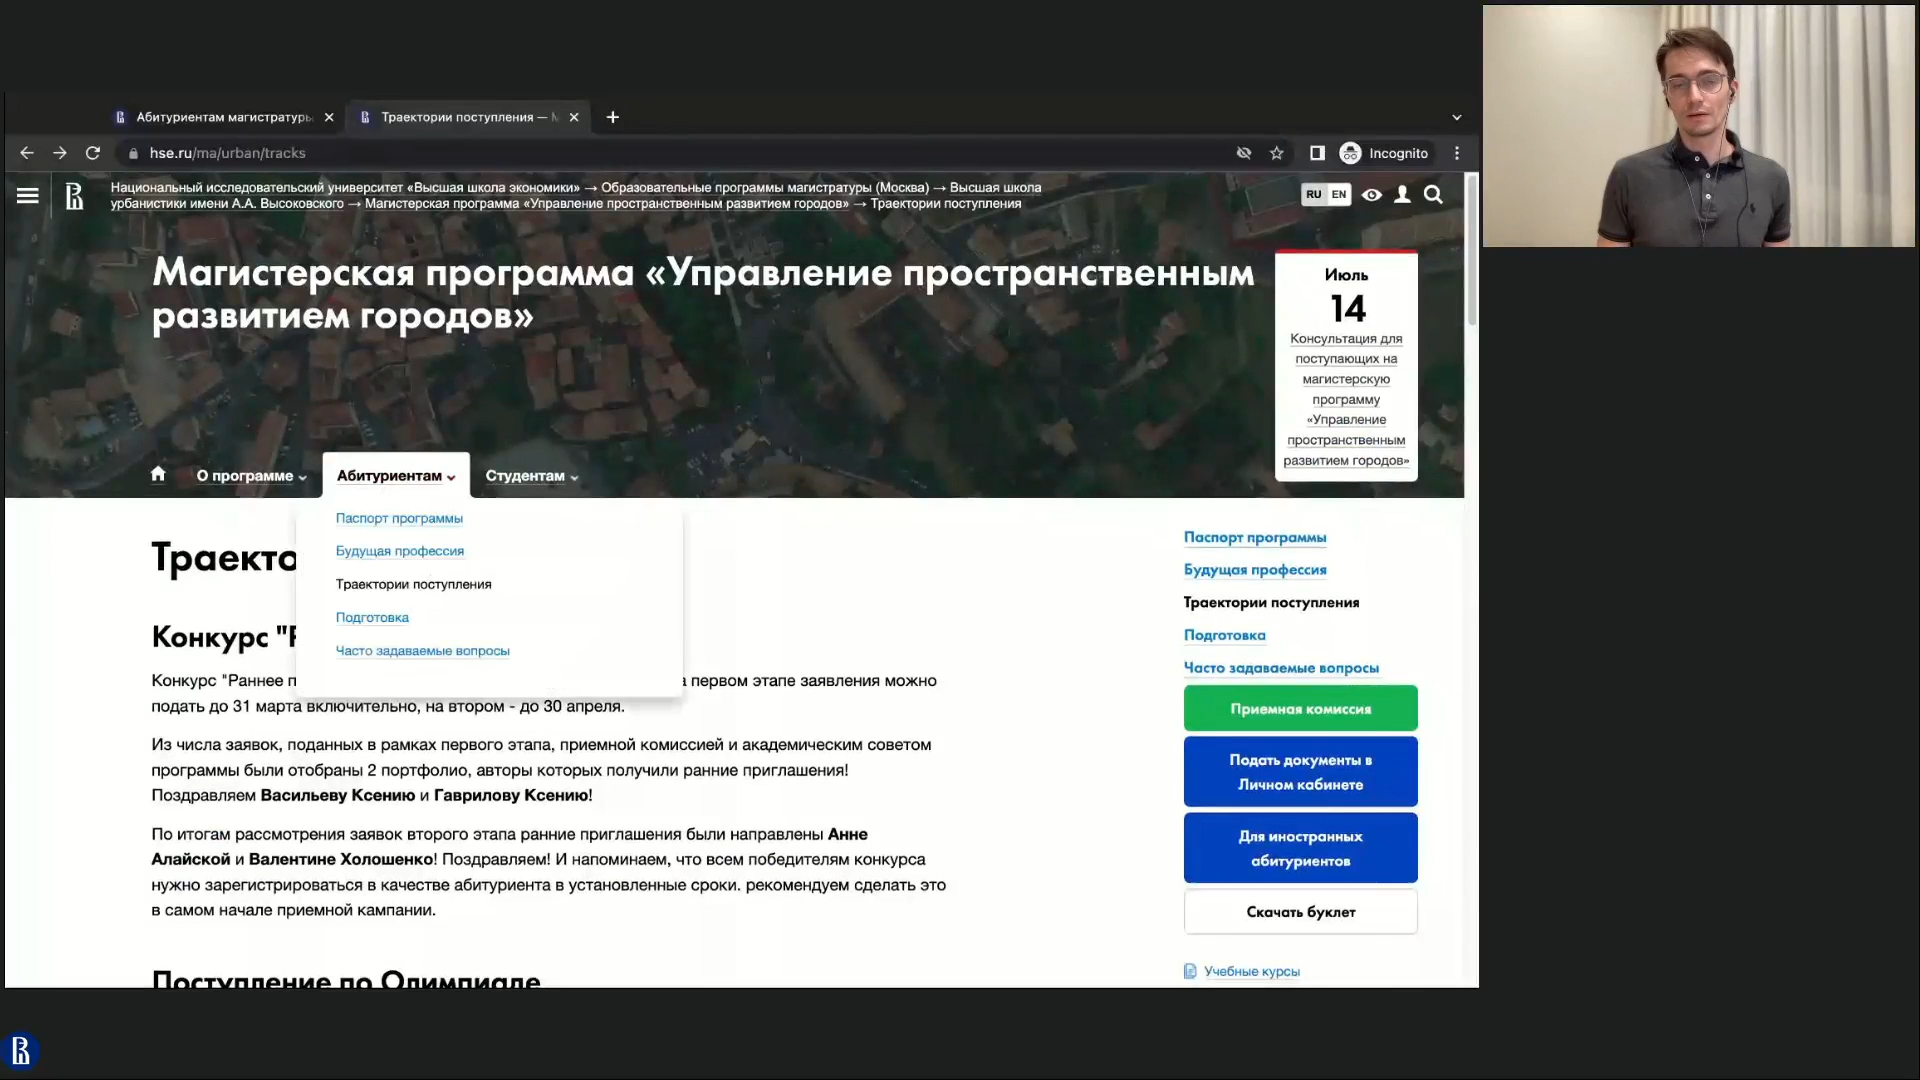 Абитуриентам магистратуры
Траектории поступления —
hse.ru/ma/urban/tracks
Incognito
Национальный исследовательский университет «Высшая школа экономики» → Образовательные программы магистратуры (Москва) → Высшая школа
урбанистики имени А.А. Высоковского → Магистерская программа «Управление пространственным развитием городов» → Траектории поступления
RU EN
Магистерская программа «Управление пространственным
развитием городов»
Июль
14
Консультация для
поступающих на
магистерскую
программу
«Управление
пространственным
развитием городов»
О программе
Абитуриентам
Студентам
Паспорт программы
Будущая профессия
Траектории поступления
Подготовка
Часто задаваемые вопросы
Траекто
Конкурс "Р
Конкурс "Раннее п
а первом этапе заявления можно
подать до 31 марта включительно, на втором - до 30 апреля.
Из числа заявок, поданных в рамках первого этапа, приемной комиссией и академическим советом
программы были отобраны 2 портфолио, авторы которых получили ранние приглашения!
Поздравляем Васильеву Ксению и Гаврилову Ксению!
По итогам рассмотрения заявок второго этапа ранние приглашения были направлены Анне
Алайской и Валентине Холошенко! Поздравляем! И напоминаем, что всем победителям конкурса
нужно зарегистрироваться в качестве абитуриента в установленные сроки. рекомендуем сделать это
в самом начале приемной кампании.
Поступление по Олимпиаде
Паспорт программы
Будущая профессия
Траектории поступления
Подготовка
Часто задаваемые вопросы
Приемная комиссия
Подать документы в
Личном кабинете
Для иностранных
абитуриентов
Скачать буклет
Учебные курсы